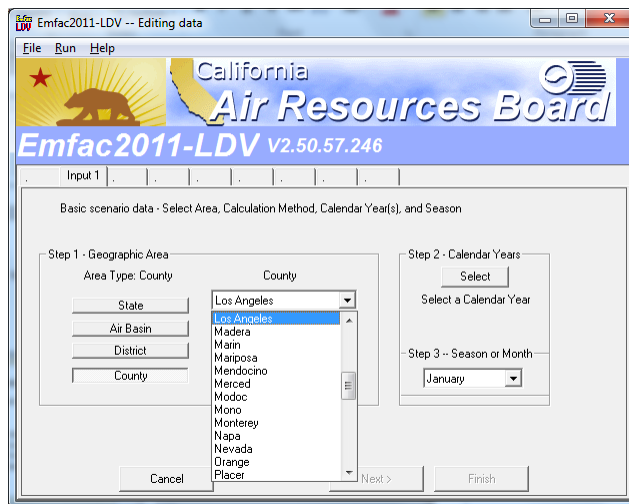 Emfac2011-LDV -- Editing data
File Run Help
California
Air Resources Board
Emfac2011-LDV V2.50.57.246
. Input 1 . . . . . . .
Basic scenario data - Select Area, Calculation Method, Calendar Year(s), and Season
Step 1 - Geographic Area
Area Type: County
County
State
Air Basin
District
County
Los Angeles
Los Angeles
Madera
Marin
Mariposa
Mendocino
Merced
Modoc
Mono
Monterey
Napa
Nevada
Orange
Placer
Step 2 - Calendar Years
Select
Select a Calendar Year
Step 3 -- Season or Month
January
Cancel
Next >
Finish